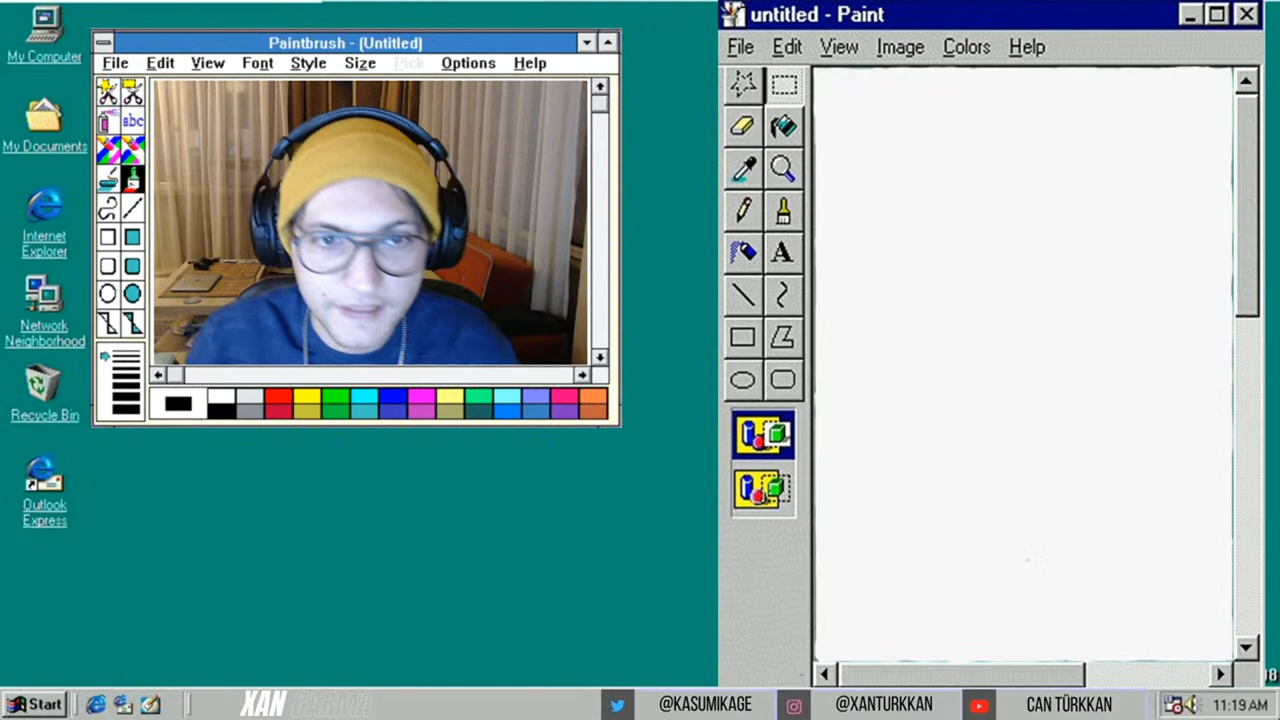 My Computer
My Documents
Internet
Explorer
Network
Neighborhood
Recycle Bin
Outlook
Express
Paintbrush - (Untitled)
File Edit View Font Style Size Pick Options Help
abc
untitled - Paint
File Edit View Image Colors Help
A
Start
XAN DARMA
@KASUMIKAGE
@XANTURKKAN
CAN TÜRKKAN
11:19 AM